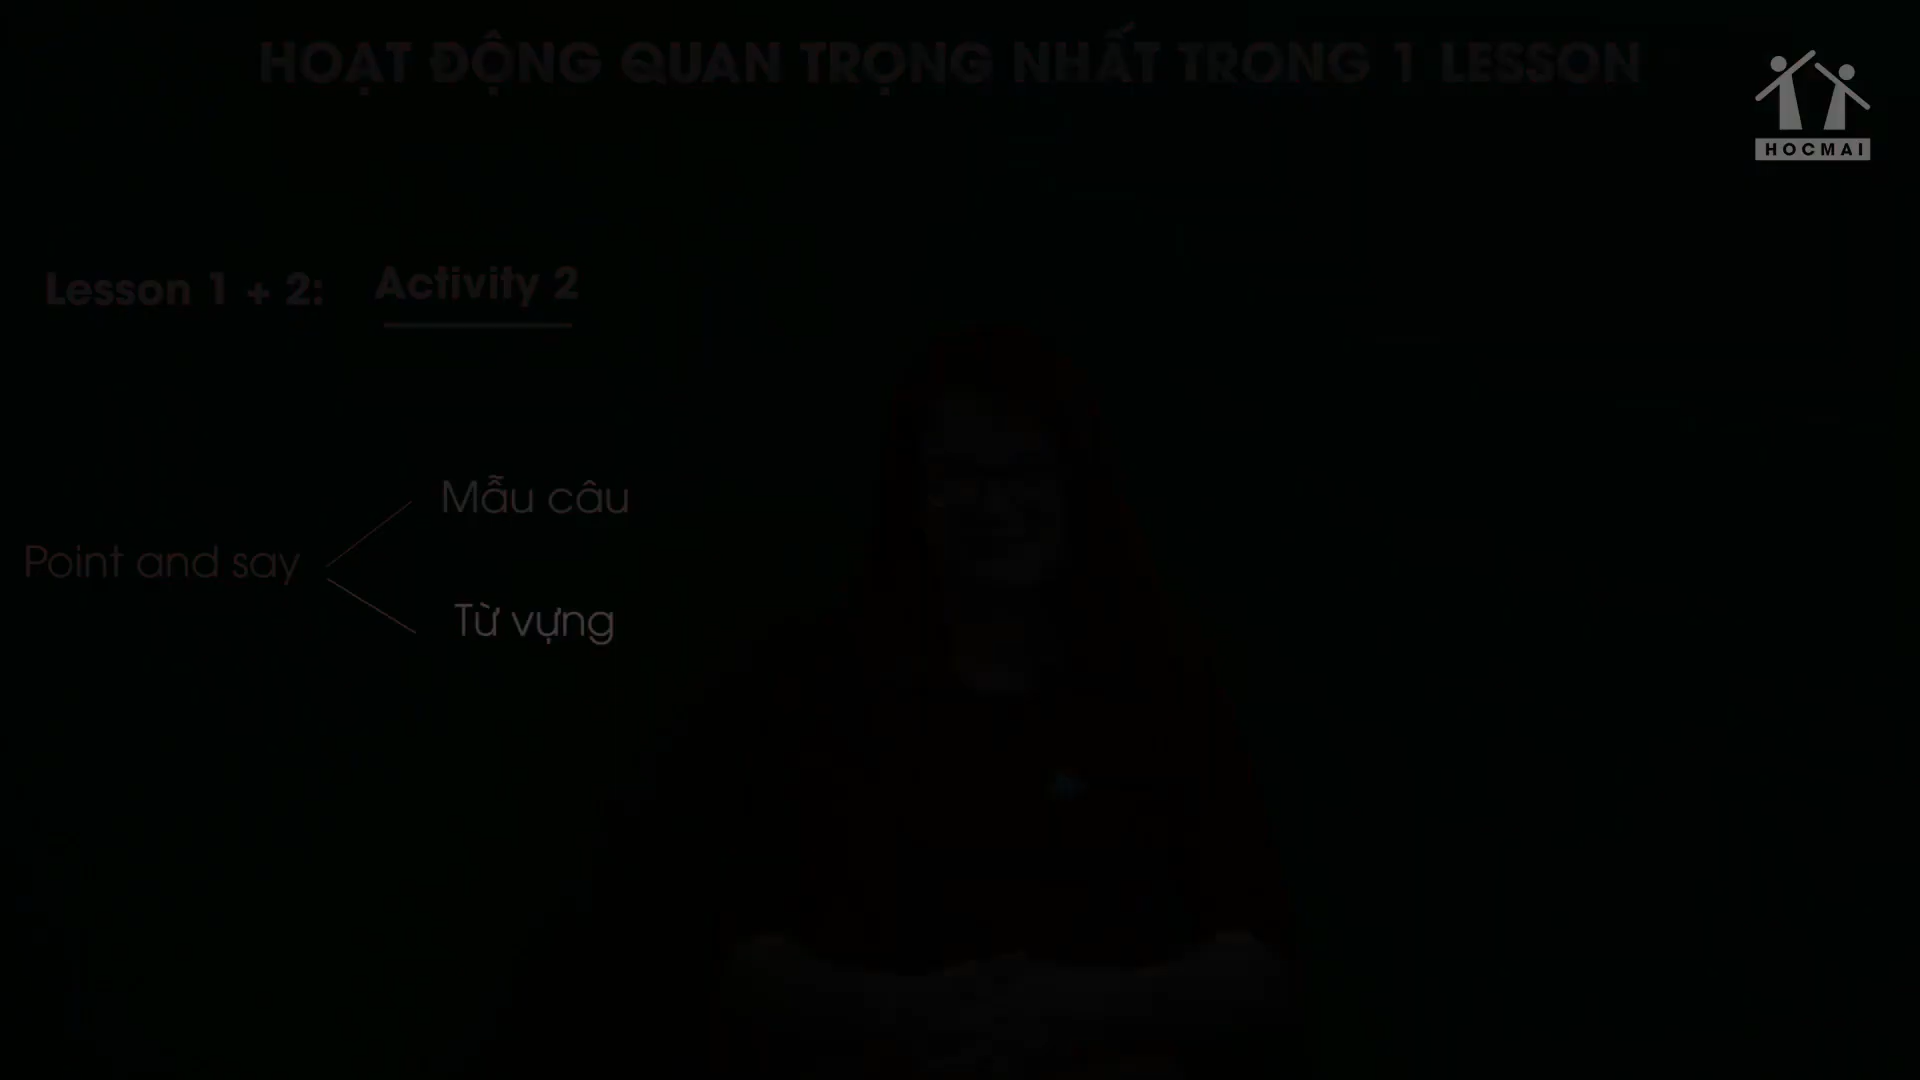 HOẠT ĐỘNG QUAN TRỌNG NHẤT TRONG 1 LESSON
HOCMAI
Lesson 1 + 2: Activity 2
Mẫu câu
Point and say
Từ vựng